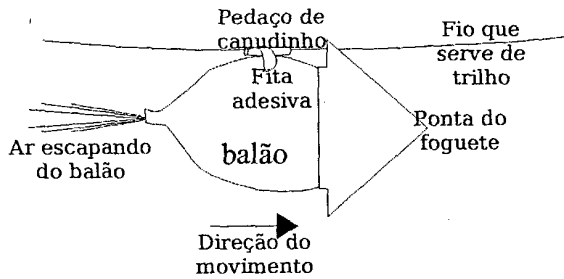 Pedaço de
canudinho
Fio que
serve de
trilho
Fita
adesiva
Ponta do
foguete
balão
Ar escapando
do balão
Direção do
movimento